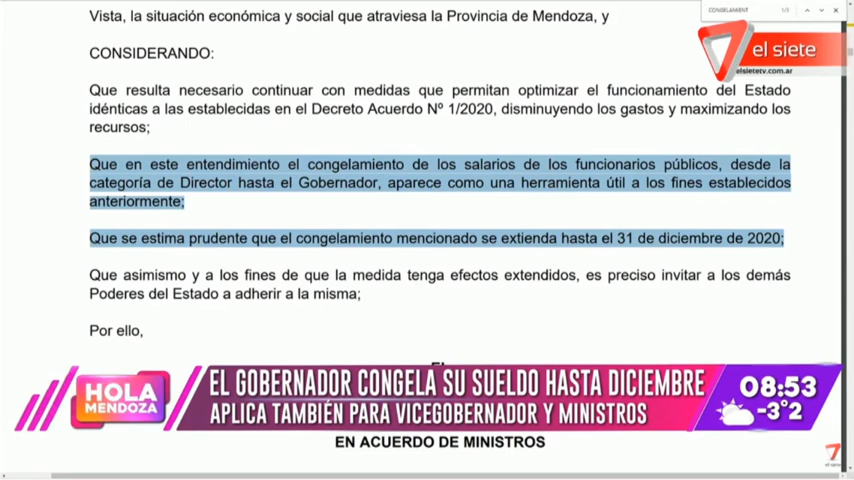 CONGELAMIENT 1/3
Vista, la situación económica y social que atraviesa la Provincia de Mendoza, y
el siete
elsietetv.com.ar
CONSIDERANDO:
Que resulta necesario continuar con medidas que permitan optimizar el funcionamiento del Estado
idénticas a las establecidas en el Decreto Acuerdo Nº 1/2020, disminuyendo los gastos y maximizando los
recursos;
Que en este entendimiento el congelamiento de los salarios de los funcionarios públicos, desde la
categoría de Director hasta el Gobernador, aparece como una herramienta útil a los fines establecidos
anteriormente;
Que se estima prudente que el congelamiento mencionado se extienda hasta el 31 de diciembre de 2020;
Que asimismo y a los fines de que la medida tenga efectos extendidos, es preciso invitar a los demás
Poderes del Estado a adherir a la misma;
Por ello,
HOLA
MENDOZA
EL GOBERNADOR CONGELA SU SUELDO HASTA DICIEMBRE
APLICA TAMBIÉN PARA VICEGOBERNADOR Y MINISTROS
08:53
-3°2
EN ACUERDO DE MINISTROS
7
el siete